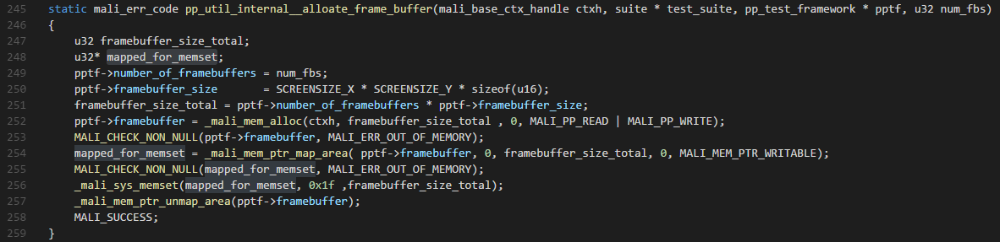 245 static mali_err_code pp_util_internal__alloate_frame_buffer(mali_base_ctx_handle ctxh, suite * test_suite, pp_test_framework * pptf, u32 num_fbs)
246 {
247     u32 framebuffer_size_total;
248     u32* mapped_for_memset;
249     pptf->number_of_framebuffers = num_fbs;
250     pptf->framebuffer_size       = SCREENSIZE_X * SCREENSIZE_Y * sizeof(u16);
251     framebuffer_size_total = pptf->number_of_framebuffers * pptf->framebuffer_size;
252     pptf->framebuffer = _mali_mem_alloc(ctxh, framebuffer_size_total , 0, MALI_PP_READ | MALI_PP_WRITE);
253     MALI_CHECK_NON_NULL(pptf->framebuffer, MALI_ERR_OUT_OF_MEMORY);
254     mapped_for_memset = _mali_mem_ptr_map_area( pptf->framebuffer, 0, framebuffer_size_total, 0, MALI_MEM_PTR_WRITABLE);
255     MALI_CHECK_NON_NULL(mapped_for_memset, MALI_ERR_OUT_OF_MEMORY);
256     _mali_sys_memset(mapped_for_memset, 0x1f ,framebuffer_size_total);
257     _mali_mem_ptr_unmap_area(pptf->framebuffer);
258     MALI_SUCCESS;
259 }